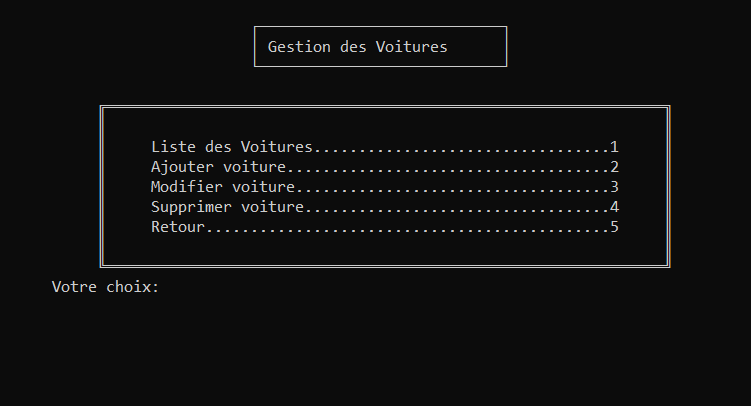 Gestion des Voitures
Liste des Voitures.................................1
Ajouter voiture....................................2
Modifier voiture...................................3
Supprimer voiture..................................4
Retour.............................................5
Votre choix: